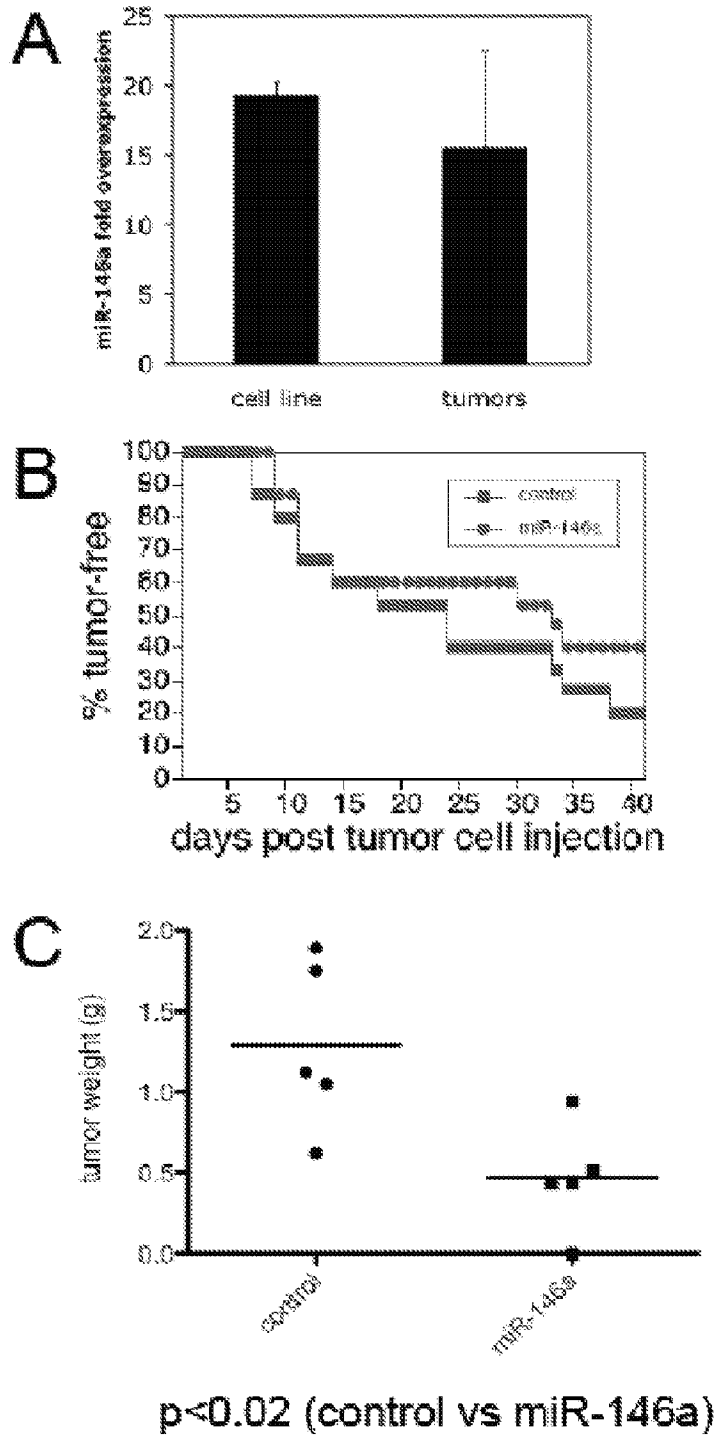 A
miR-146a fold overexpression
25
20
15
10
5
0
cell line
tumors
B
% tumor-free
100
90
80
70
60
50
40
30
20
10
0
control
miR-146a
5
10
15
20
25
30
35
40
days post tumor cell injection
C
tumor weight (g)
2.0
1.5
1.0
0.5
0.0
control
miR-146a
p<0.02 (control vs miR-146a)